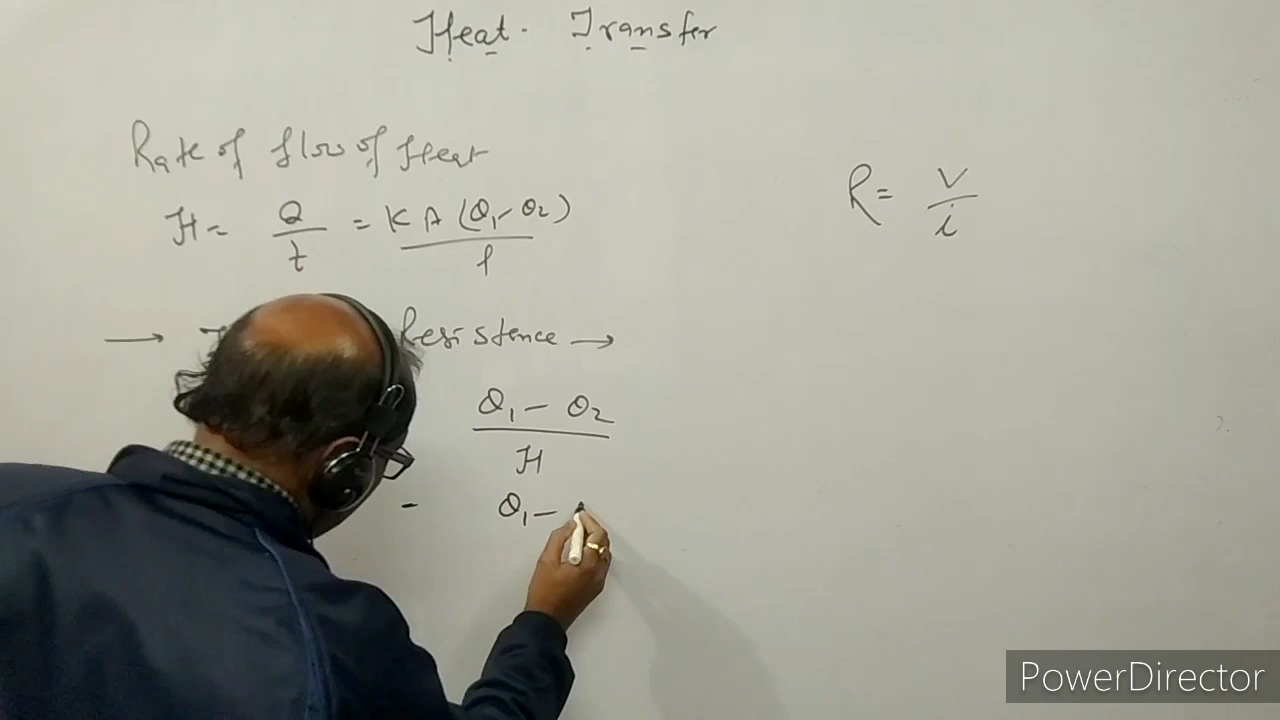 Heat. Transfer
Rate of flow of Heat
H = Q/t = KA(θ₁-θ₂)/l
R = V/i
→ Resistence →
θ₁ - θ₂
H
= θ₁ -
PowerDirector